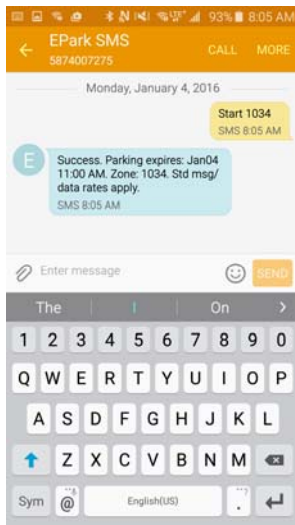 93% 8:05 AM
EPark SMS
5874007275
CALL MORE
Monday, January 4, 2016
Start 1034
SMS 8:05 AM
E
Success. Parking expires: Jan04
11:00 AM. Zone: 1034. Std msg/
data rates apply.
SMS 8:05 AM
Enter message
SEND
The I On
1 2 3 4 5 6 7 8 9 0
Q W E R T Y U I O P
A S D F G H J K L
Z X C V B N M
Sym @ English(US) .